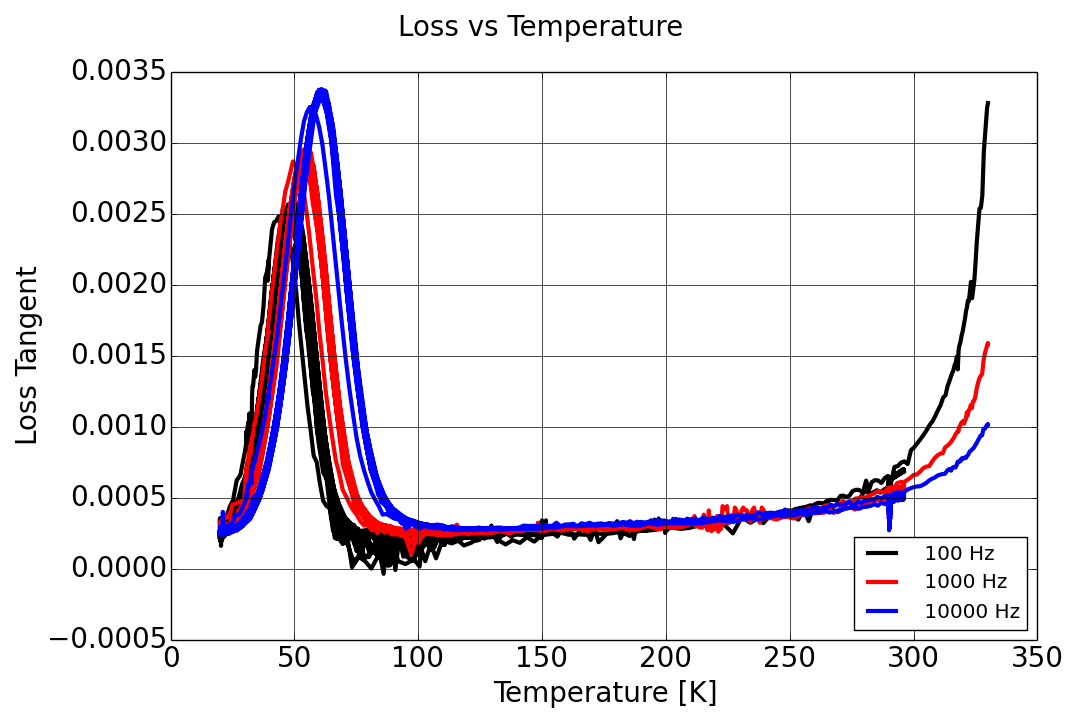 Loss vs Temperature
0.0035
0.0030
0.0025
0.0020
0.0015
0.0010
0.0005
0.0000
−0.0005
Loss Tangent
100 Hz
1000 Hz
10000 Hz
0 50 100 150 200 250 300 350
Temperature [K]